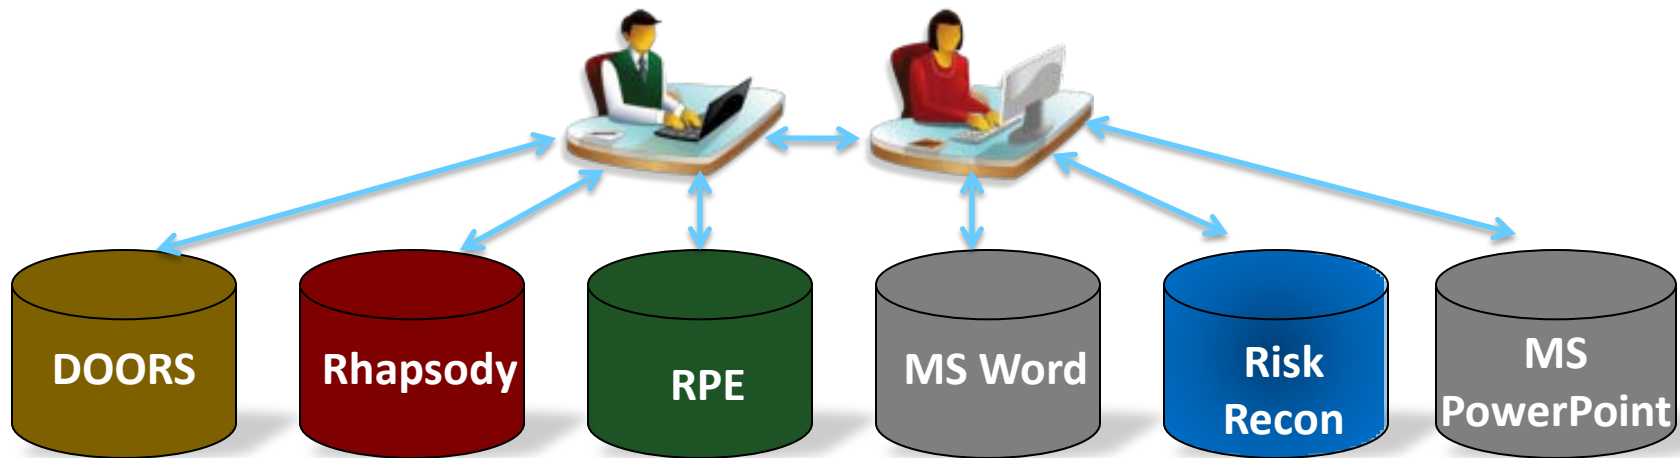 DOORS
Rhapsody
RPE
MS Word
Risk
Recon
MS
PowerPoint